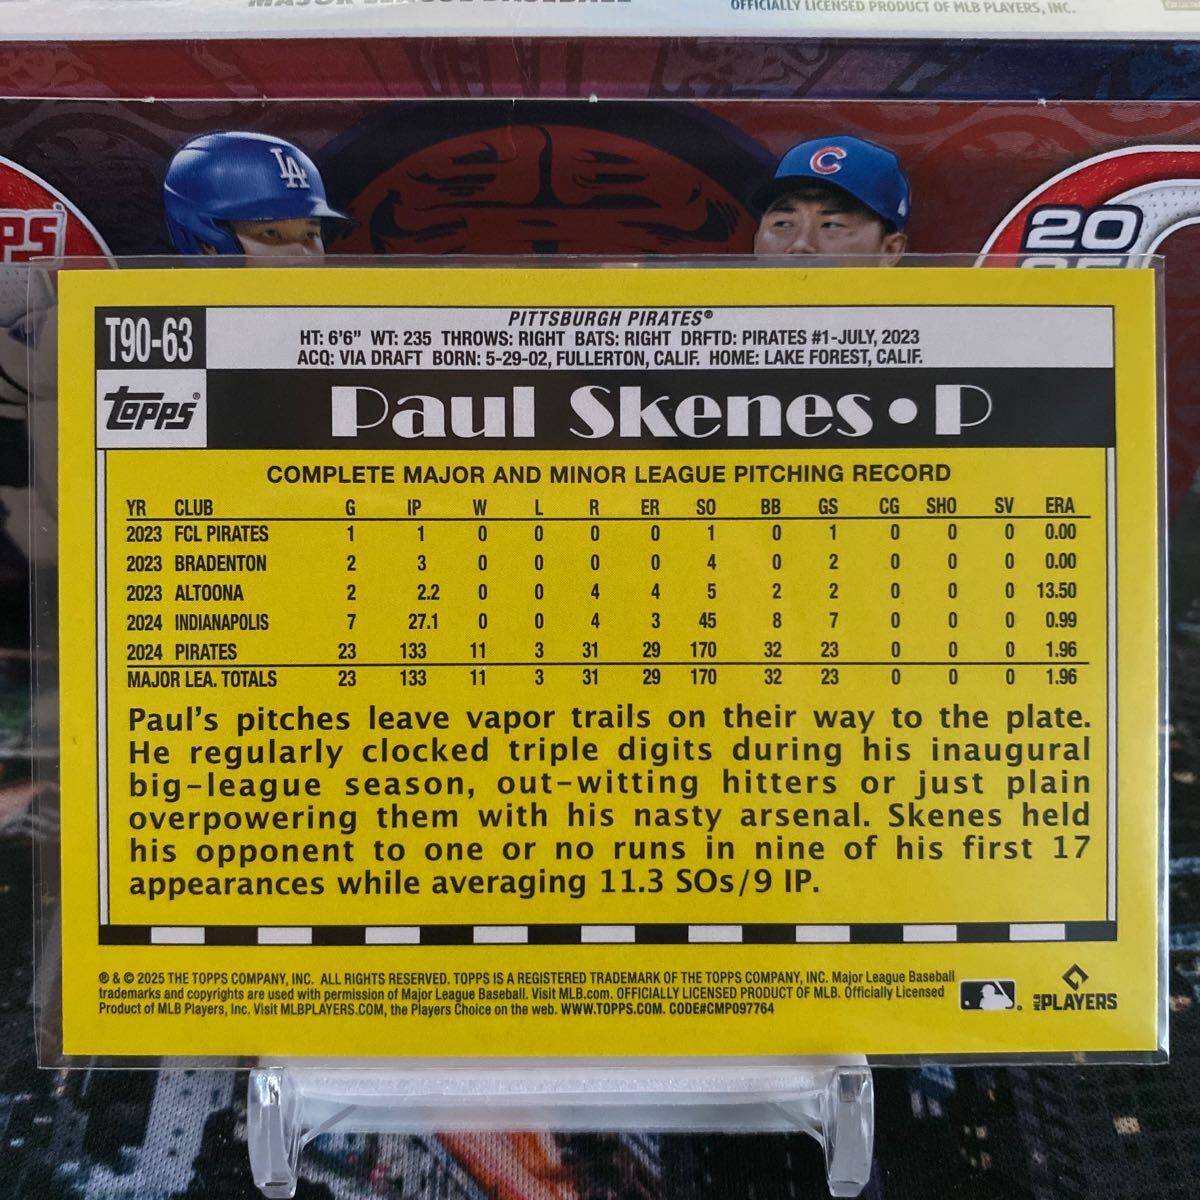 OFFICIALLY LICENSED PRODUCT OF MLB PLAYERS, INC.
LA
C
PS
20
T90-63
PITTSBURGH PIRATES®
HT: 6'6" WT: 235 THROWS: RIGHT BATS: RIGHT DRFTD: PIRATES #1-JULY, 2023
ACQ: VIA DRAFT BORN: 5-29-02, FULLERTON, CALIF. HOME: LAKE FOREST, CALIF.
topps®
Paul Skenes • P
COMPLETE MAJOR AND MINOR LEAGUE PITCHING RECORD
YR CLUB G IP W L R ER SO BB GS CG SHO SV ERA
2023 FCL PIRATES 1 1 0 0 0 0 1 0 1 0 0 0 0.00
2023 BRADENTON 2 3 0 0 0 0 4 0 2 0 0 0 0.00
2023 ALTOONA 2 2.2 0 0 4 4 5 2 2 0 0 0 13.50
2024 INDIANAPOLIS 7 27.1 0 0 4 3 45 8 7 0 0 0 0.99
2024 PIRATES 23 133 11 3 31 29 170 32 23 0 0 0 1.96
MAJOR LEA. TOTALS 23 133 11 3 31 29 170 32 23 0 0 0 1.96
Paul's pitches leave vapor trails on their way to the plate.
He regularly clocked triple digits during his inaugural
big-league season, out-witting hitters or just plain
overpowering them with his nasty arsenal. Skenes held
his opponent to one or no runs in nine of his first 17
appearances while averaging 11.3 SOs/9 IP.
® & © 2025 THE TOPPS COMPANY, INC. ALL RIGHTS RESERVED. TOPPS IS A REGISTERED TRADEMARK OF THE TOPPS COMPANY, INC. Major League Baseball
trademarks and copyrights are used with permission of Major League Baseball. Visit MLB.com. OFFICIALLY LICENSED PRODUCT OF MLB. Officially Licensed
Product of MLB Players, Inc. Visit MLBPLAYERS.COM, the Players Choice on the web. WWW.TOPPS.COM. CODE#CMP097764
MLB PLAYERS